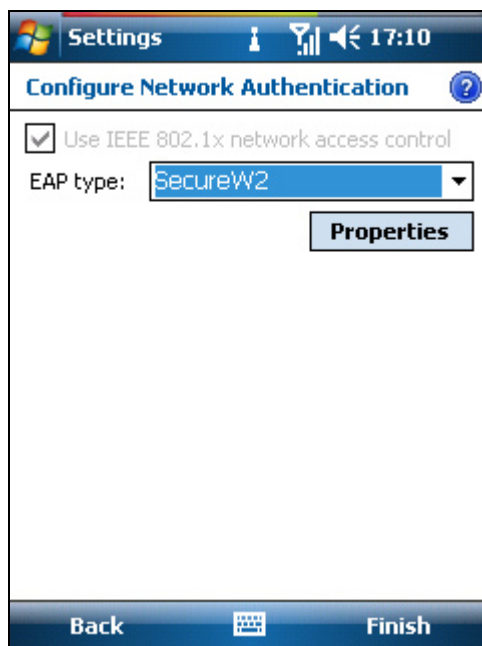 Settings 17:10
Configure Network Authentication ?
Use IEEE 802.1x network access control
EAP type: SecureW2
Properties
Back Finish